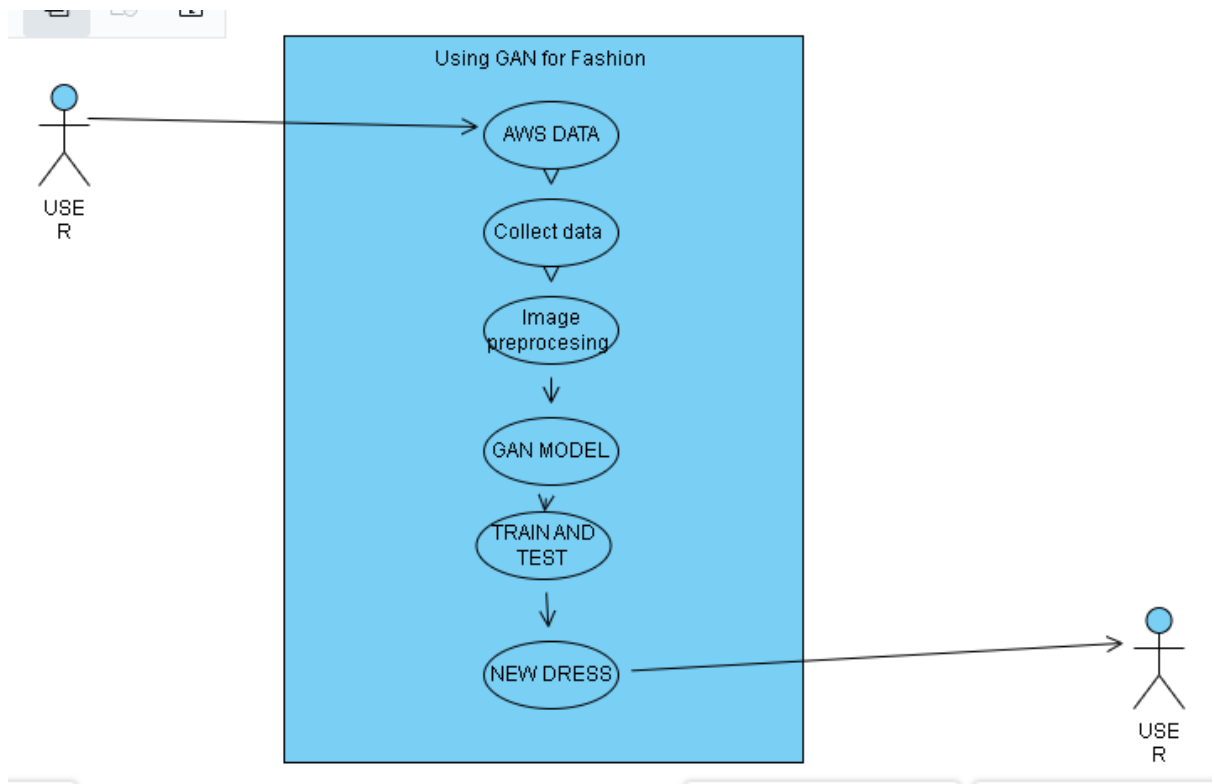 Using GAN for Fashion
AWS DATA
USE
R
Collect data
Image
preprocesing
GAN MODEL
TRAIN AND
TEST
NEW DRESS
USE
R